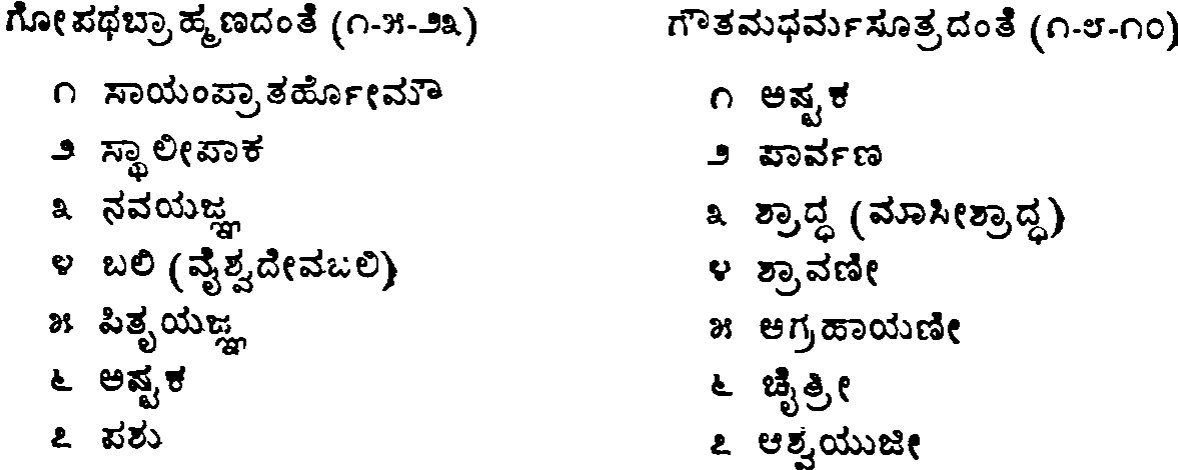 ಗೋಪಥಬ್ರಾಹ್ಮಣದಂತೆ (೧-೫-೨೩)
೧ ಸಾಯಂಪ್ರಾತರ್ಹೋಮೌ
೨ ಸ್ಥಾಲೀಪಾಕ
೩ ನವಯಜ್ಞ
೪ ಬಲಿ (ವೈಶ್ವದೇವಬಲಿ)
೫ ಪಿತೃಯಜ್ಞ
೬ ಅಷ್ಟಕ
೭ ಪಶು
ಗೌತಮಧರ್ಮಸೂತ್ರದಂತೆ (೧-೮-೧೦)
೧ ಅಷ್ಟಕ
೨ ಪಾರ್ವಣ
೩ ಶ್ರಾದ್ಧ (ಮಾಸೀಶ್ರಾದ್ಧ)
೪ ಶ್ರಾವಣೀ
೫ ಆಗ್ರಹಾಯಣೀ
೬ ಚೈತ್ರೀ
೭ ಆಶ್ವಯುಜೀ